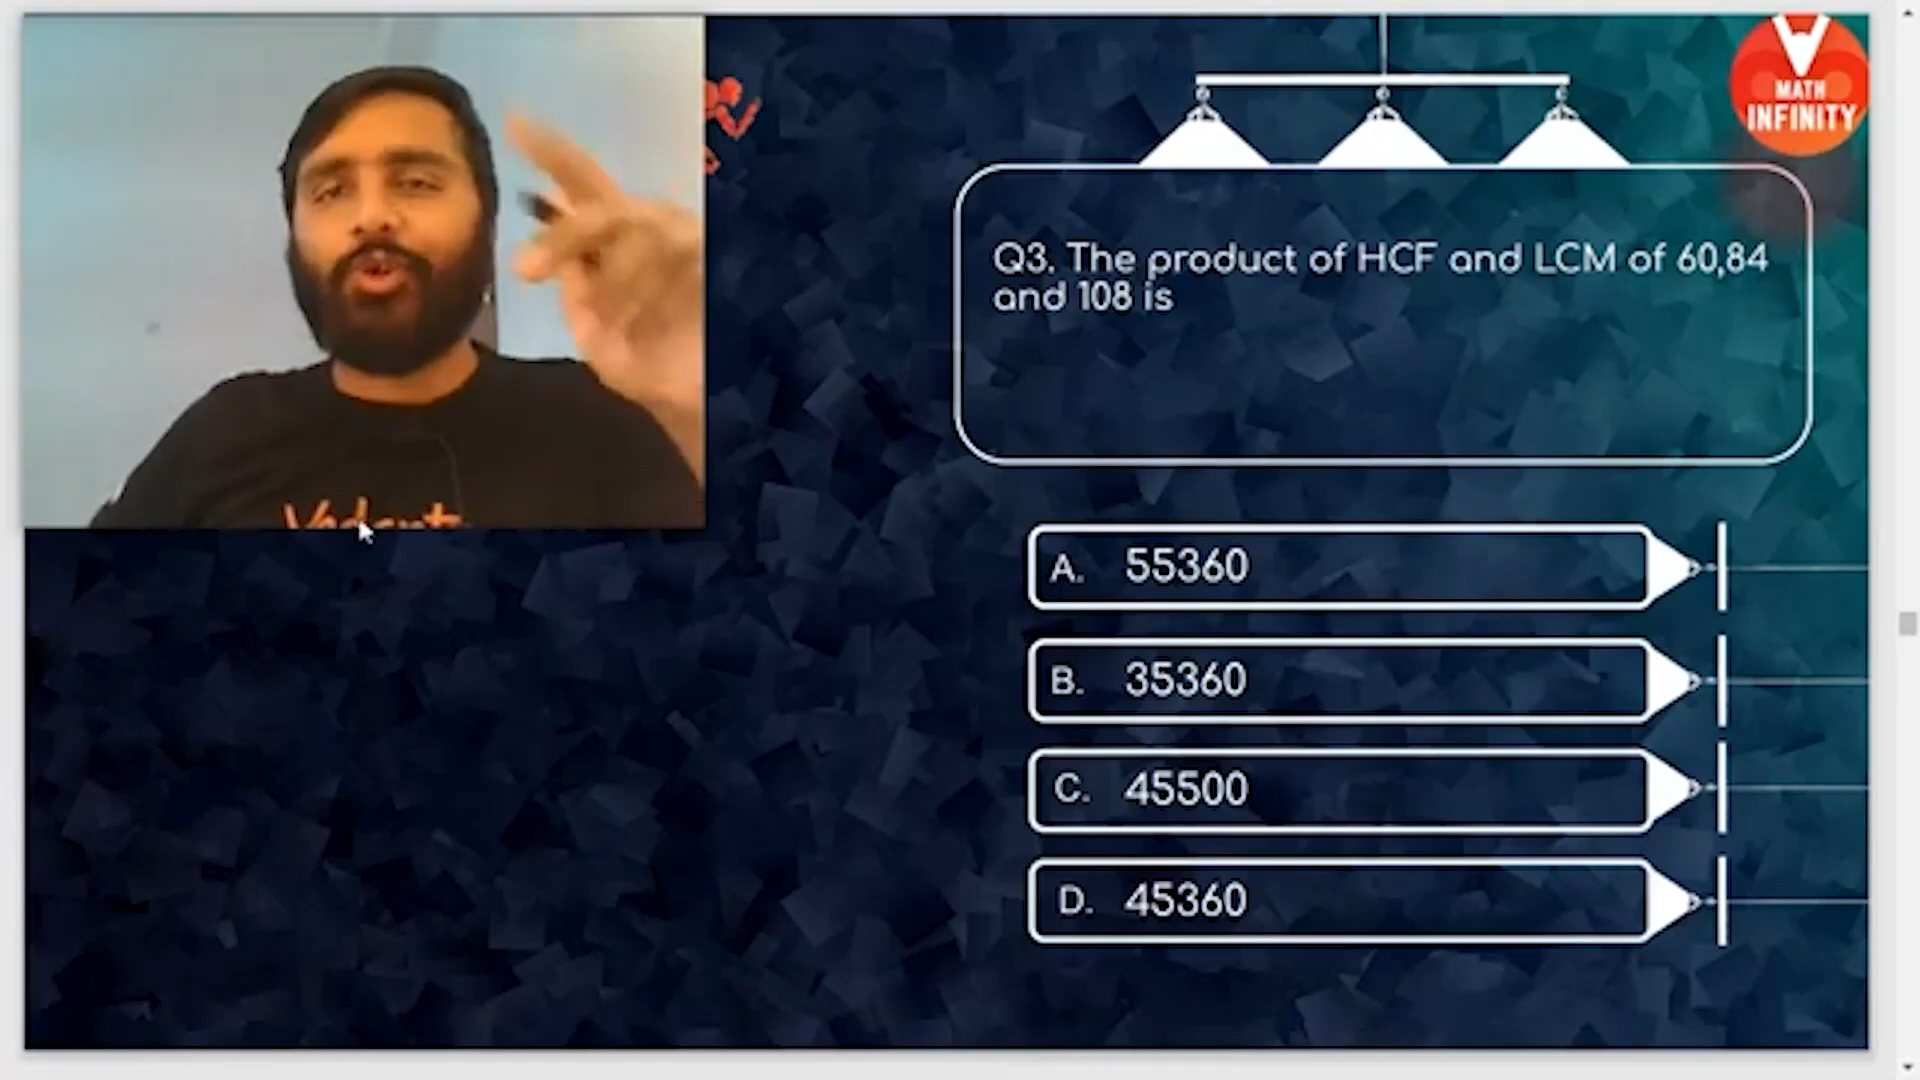 MATH
INFINITY
Q3. The product of HCF and LCM of 60,84
and 108 is
A. 55360
B. 35360
C. 45500
D. 45360